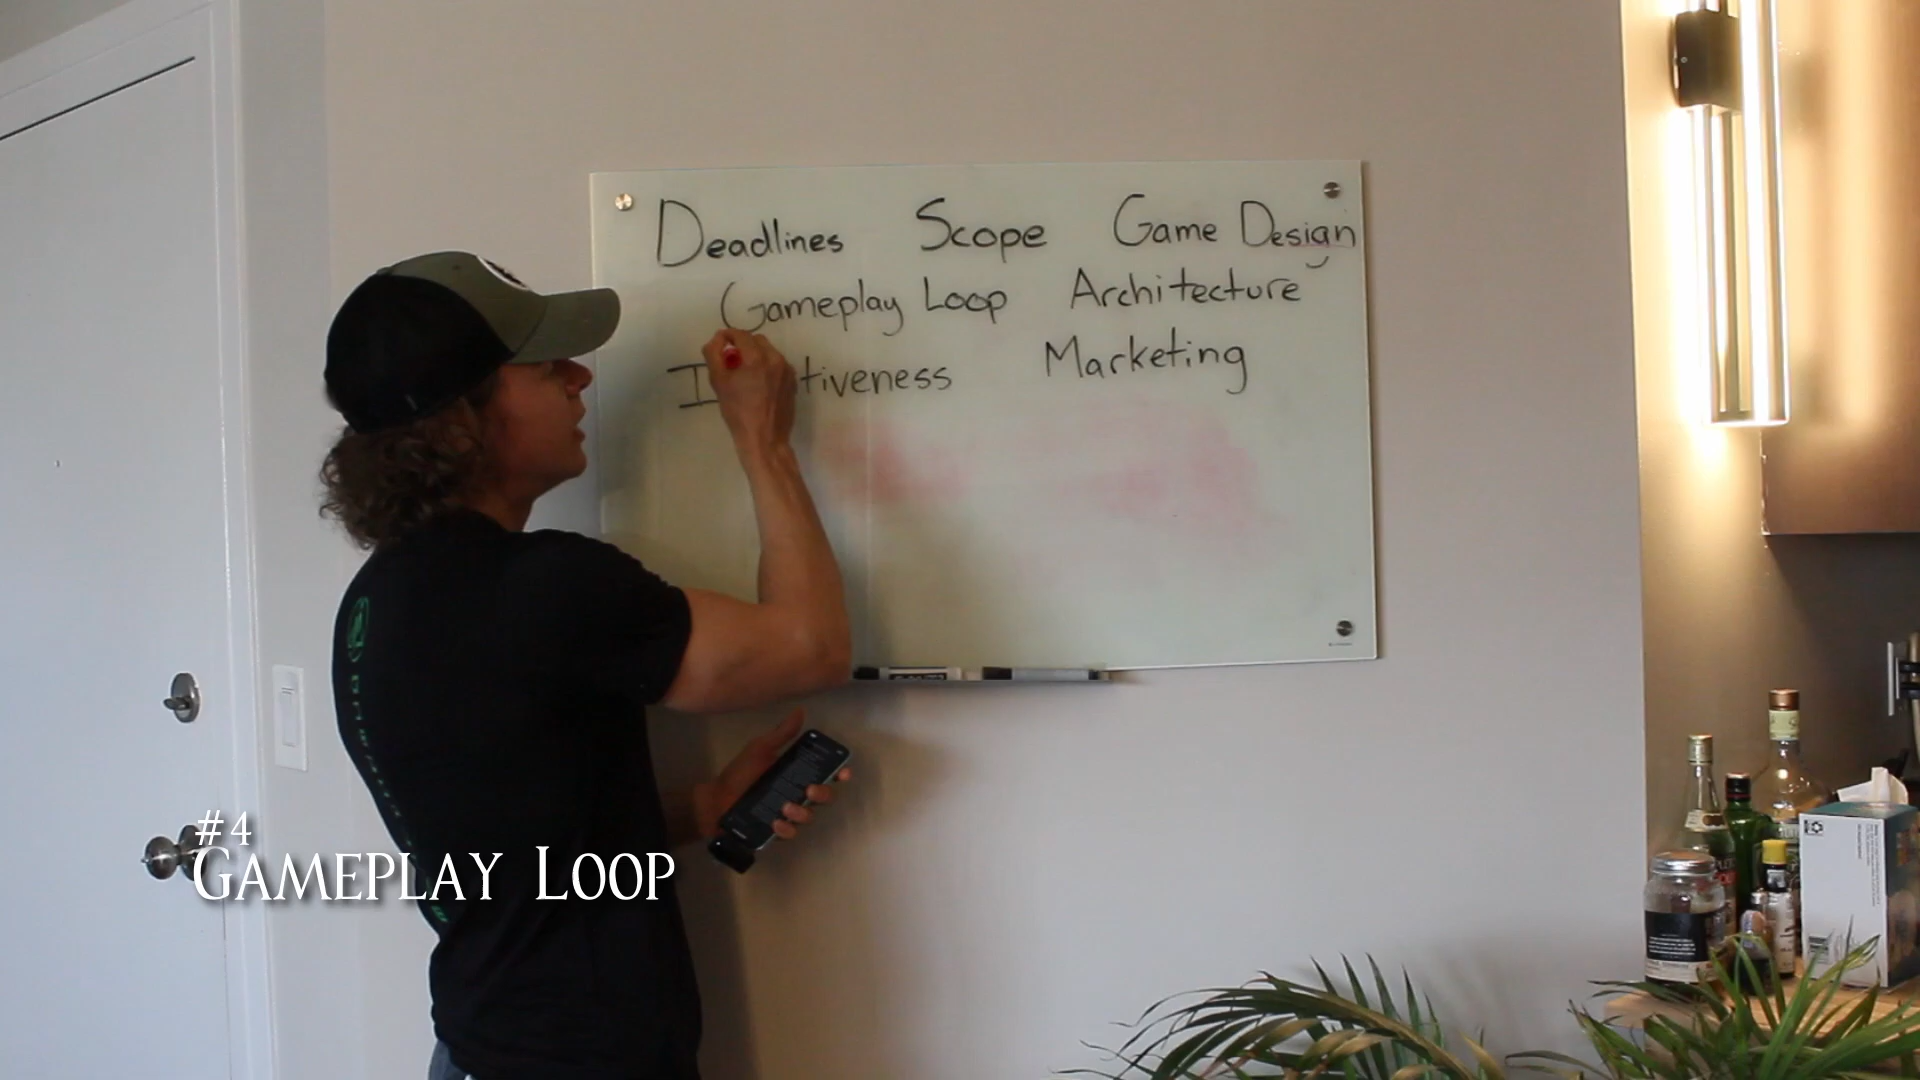 Deadlines Scope Game Design
Gameplay Loop Architecture
Marketing
#4
GAMEPLAY LOOP